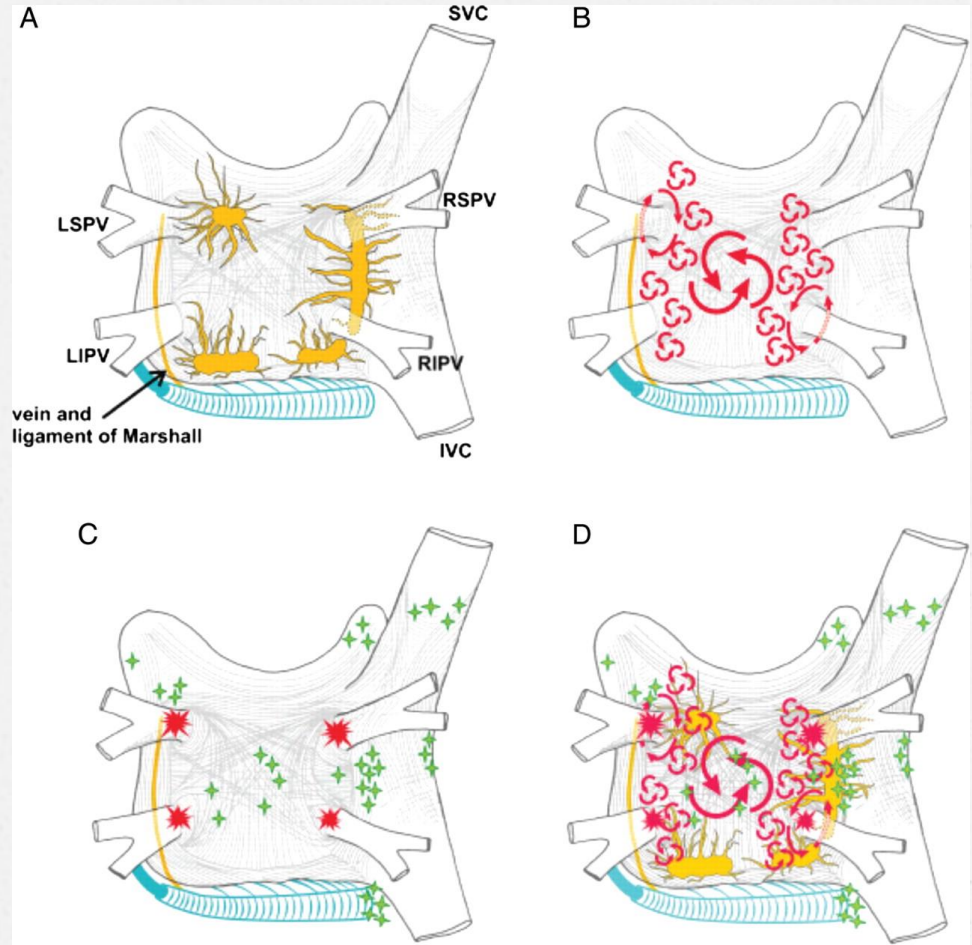 A
SVC
B
RSPV
LSPV
LIPV
RIPV
vein and
ligament of Marshall
IVC
C
D